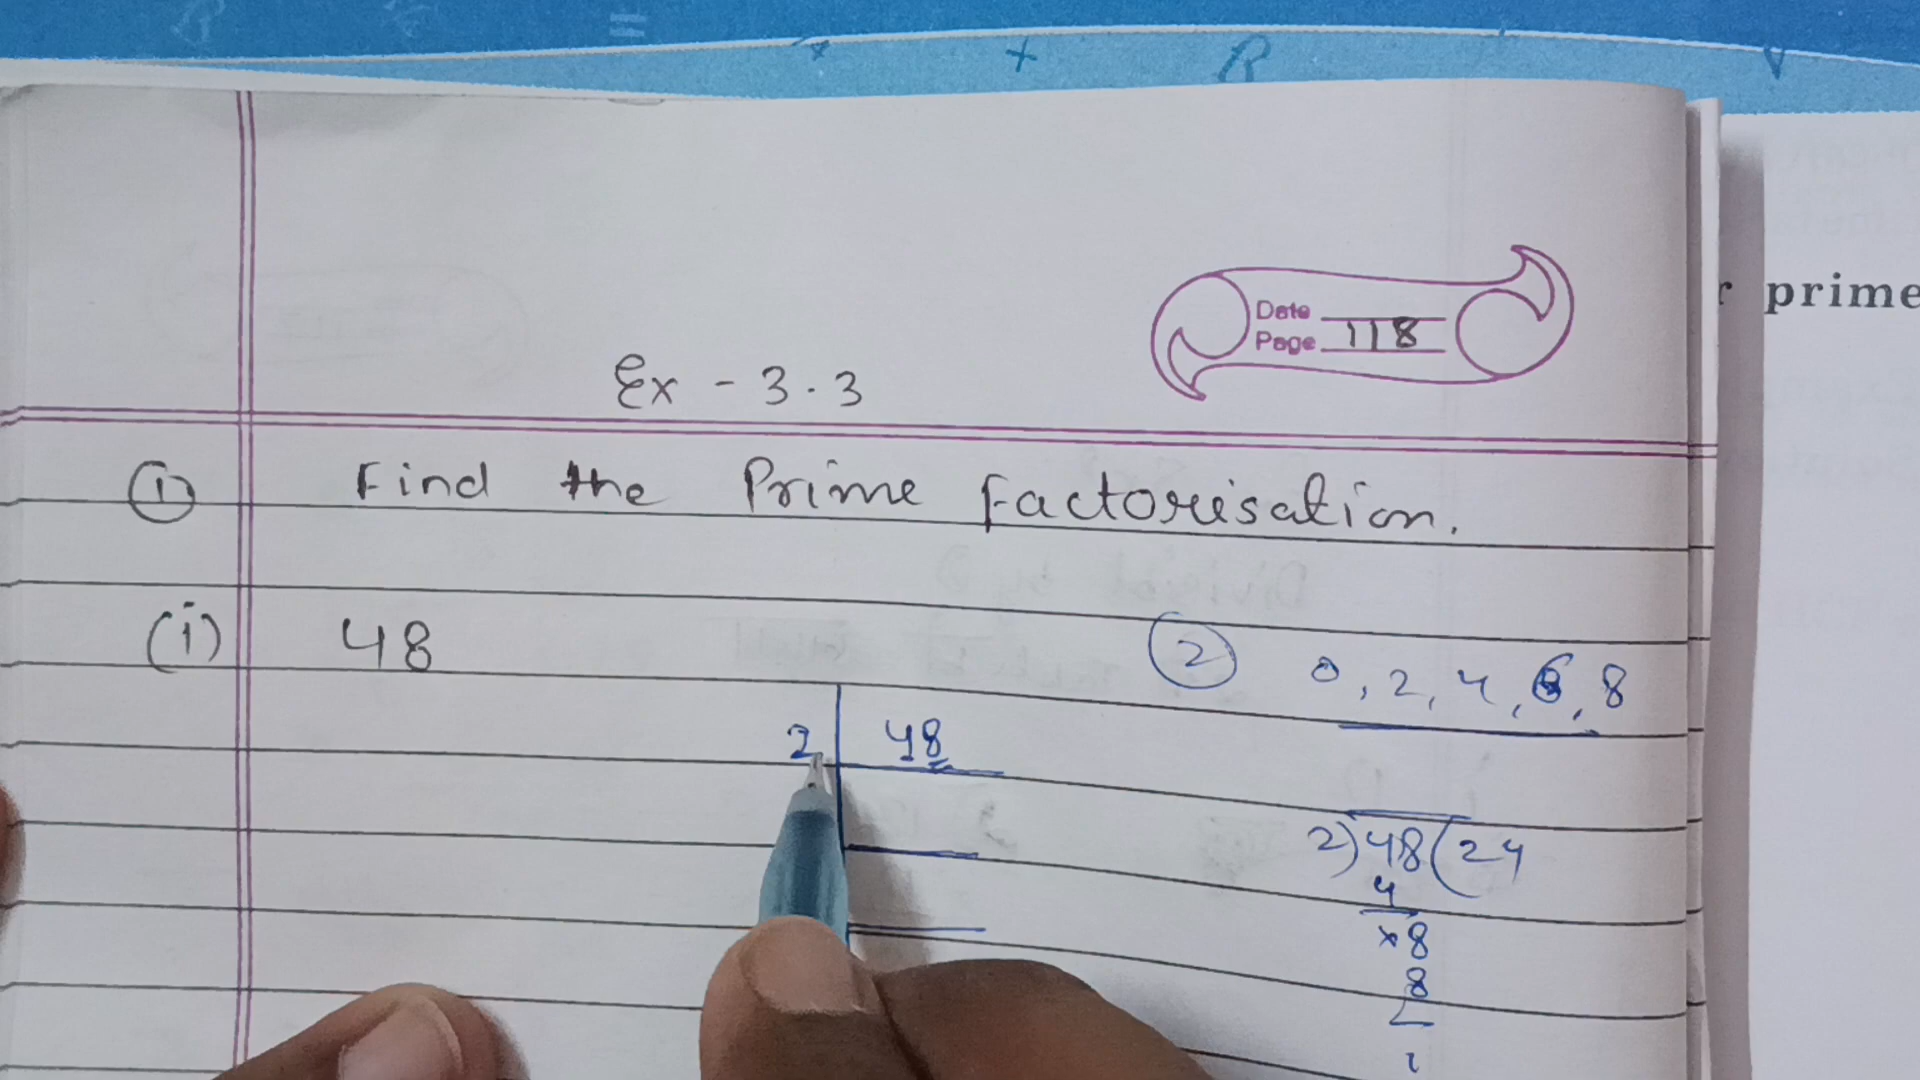 R =
+ R
r prime
Date
Page 118
Ex - 3.3
① Find the Prime Factorisation.
(i) 48
② 0, 2, 4, 6, 8
2 48
2)48(24
4
×8
8